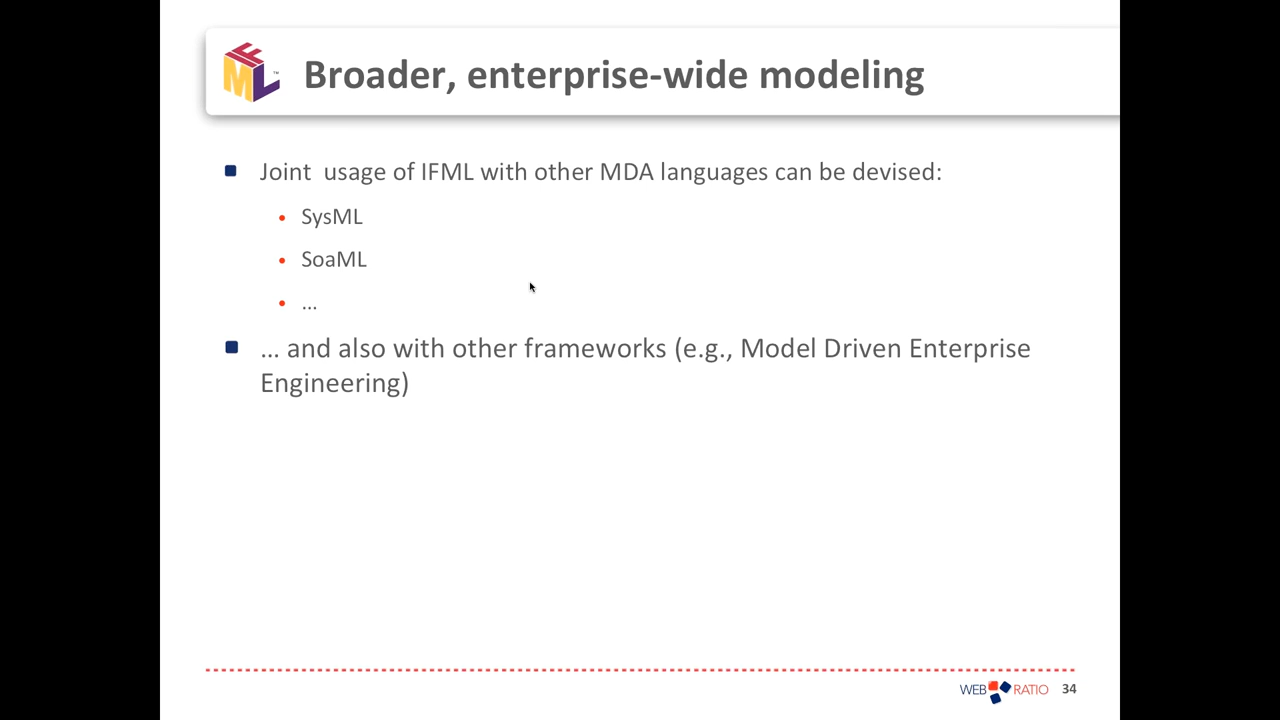 IFML™
Broader, enterprise-wide modeling
Joint  usage of IFML with other MDA languages can be devised:
SysML
SoaML
...
... and also with other frameworks (e.g., Model Driven Enterprise
Engineering)
WEB RATIO 34